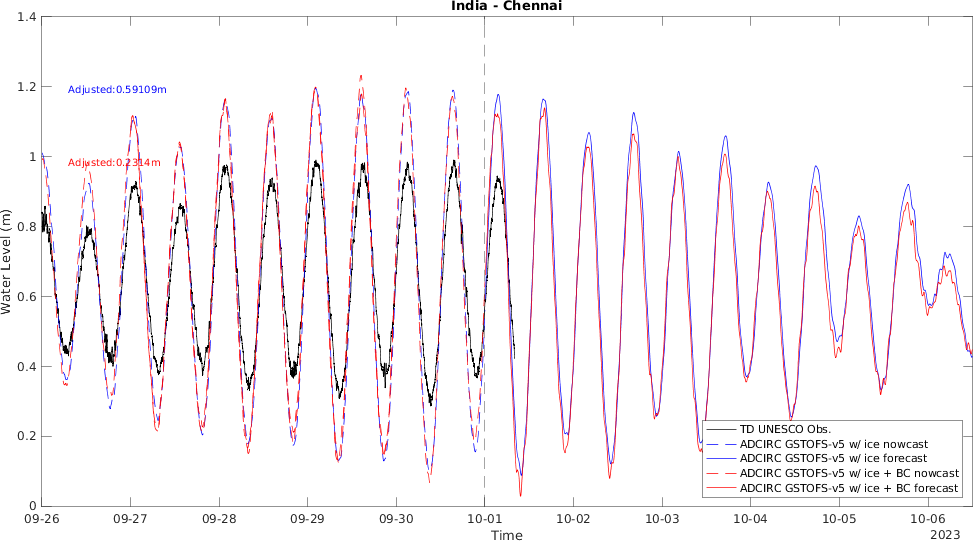 India - Chennai
1.4
1.2
1
0.8
0.6
0.4
0.2
0
Water Level (m)
Adjusted:0.59109m
Adjusted:0.2314m
TD UNESCO Obs.
ADCIRC GSTOFS-v5 w/ ice nowcast
ADCIRC GSTOFS-v5 w/ ice forecast
ADCIRC GSTOFS-v5 w/ ice + BC nowcast
ADCIRC GSTOFS-v5 w/ ice + BC forecast
09-26 09-27 09-28 09-29 09-30 10-01 10-02 10-03 10-04 10-05 10-06
2023
Time